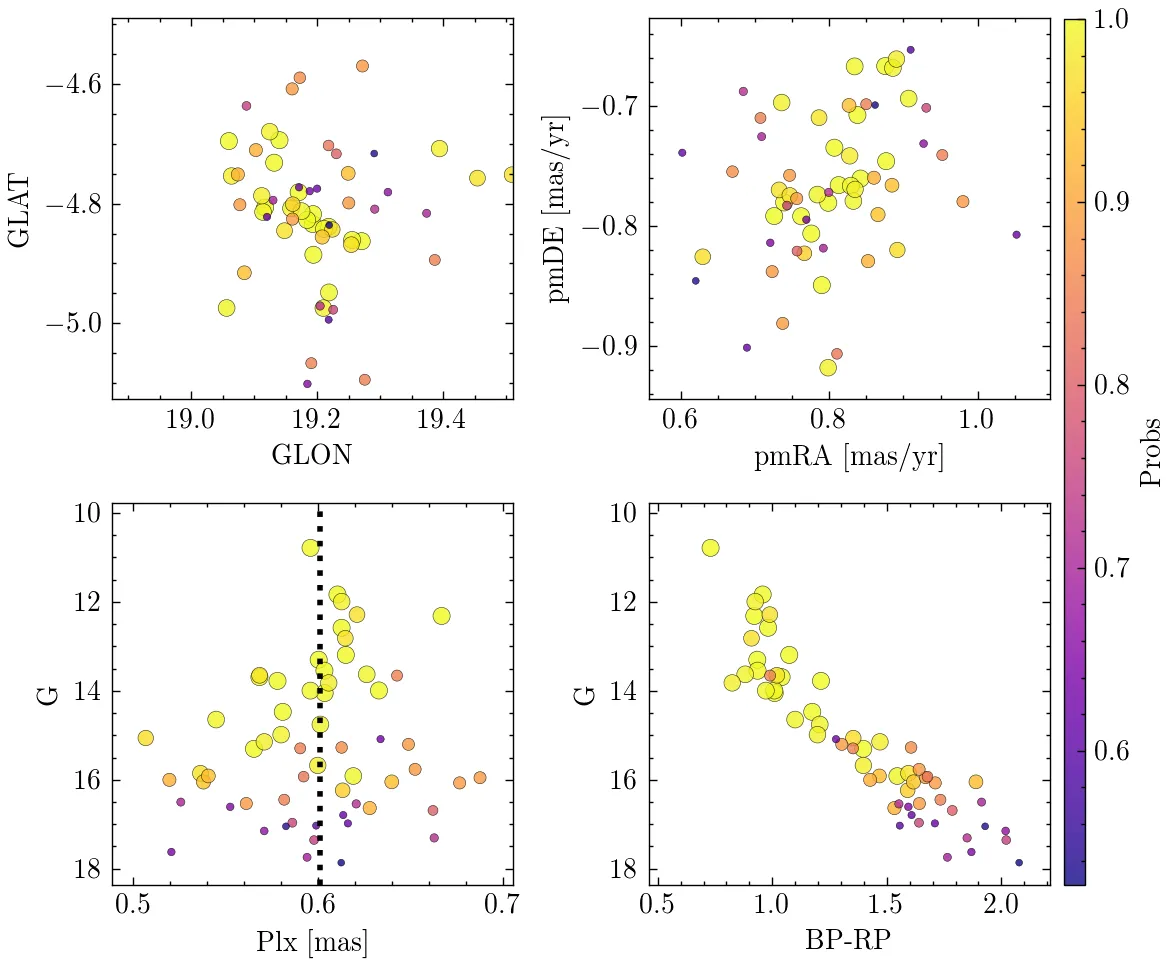 −4.6
−4.8
−5.0
GLAT
19.0 19.2 19.4
GLON
−0.7
−0.8
−0.9
pmDE [mas/yr]
0.6 0.8 1.0
pmRA [mas/yr]
1.0
0.9
0.8
0.7
0.6
Probs
10
12
14
16
18
G
0.5 0.6 0.7
Plx [mas]
10
12
14
16
18
G
0.5 1.0 1.5 2.0
BP-RP